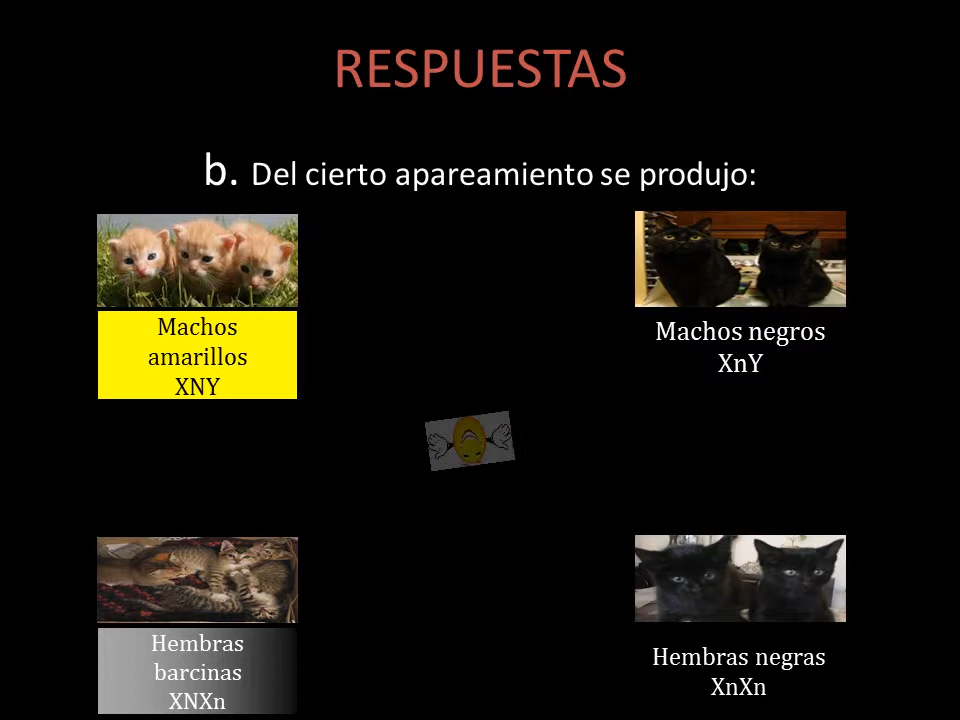 RESPUESTAS
b. Del cierto apareamiento se produjo:
Machos
amarillos
XNY
Machos negros
XnY
Hembras
barcinas
XNXn
Hembras negras
XnXn